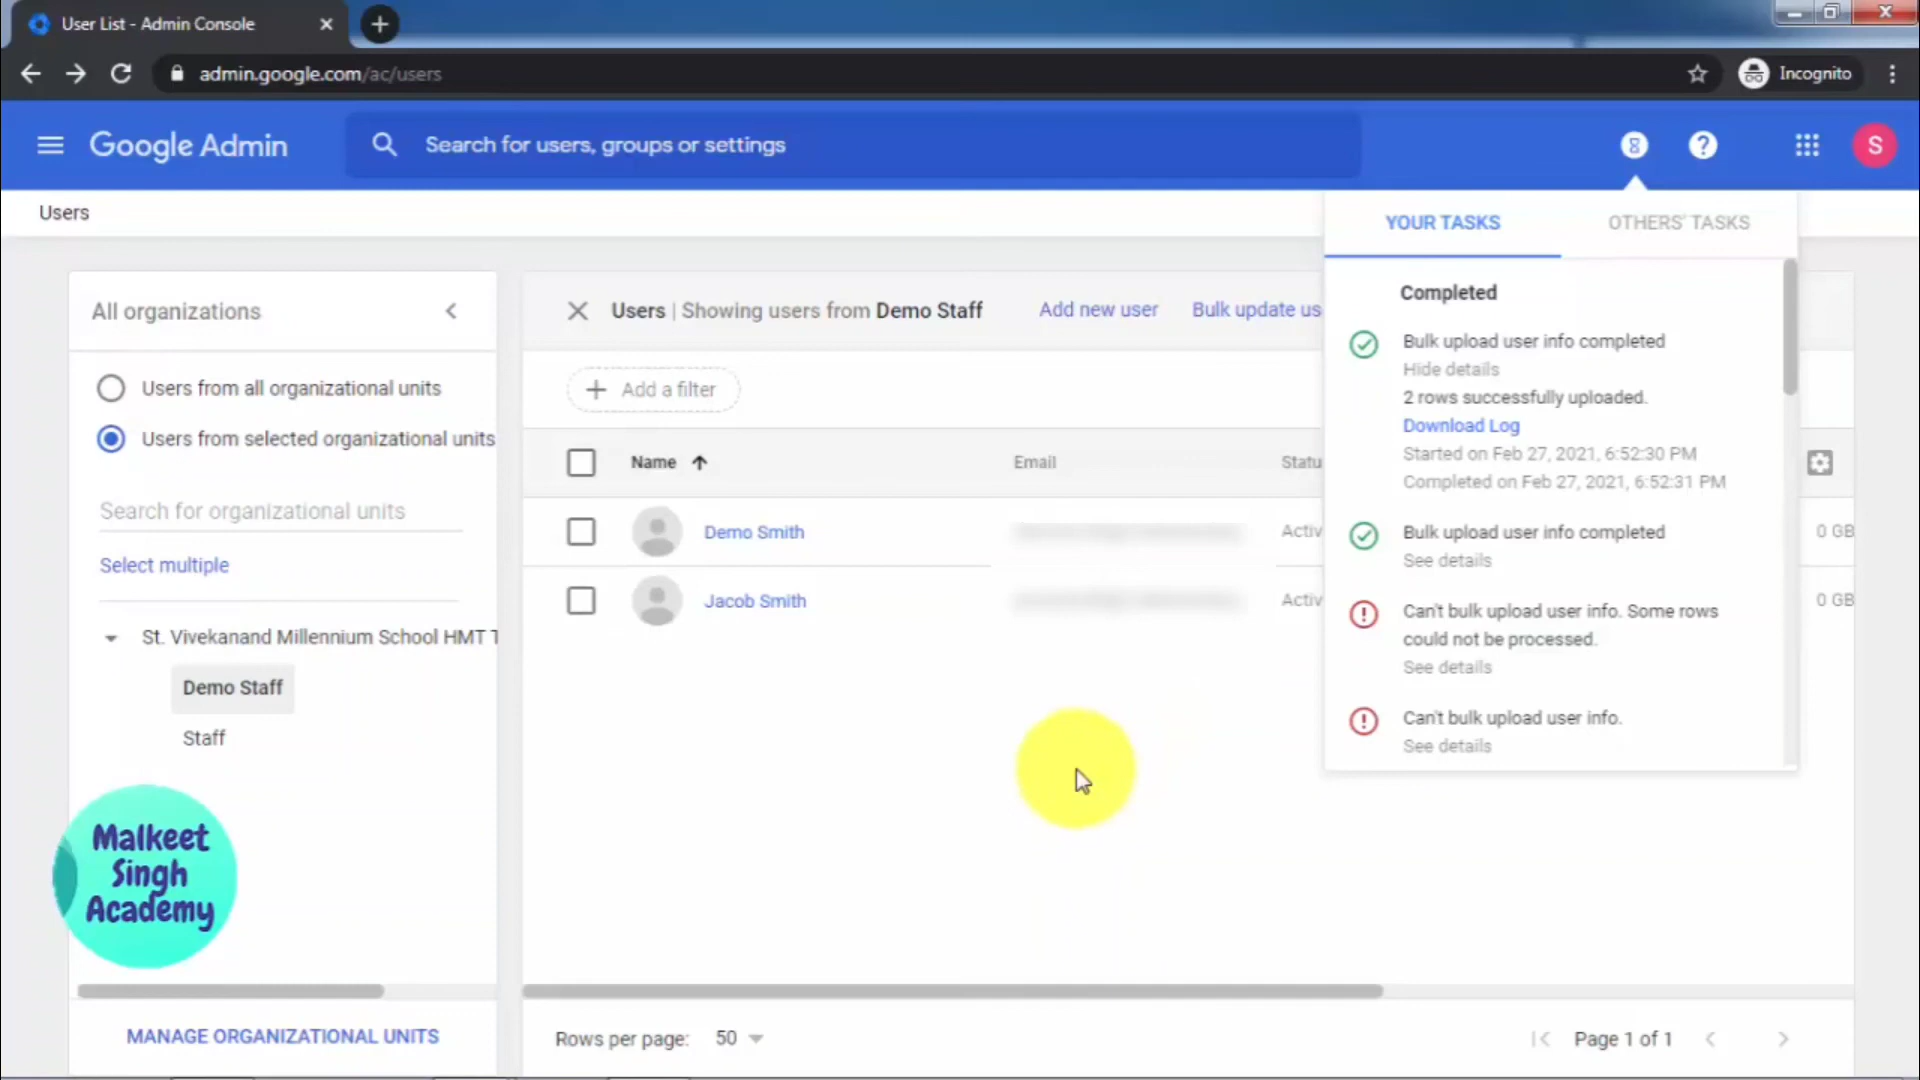 User List - Admin Console
admin.google.com/ac/users
Incognito
Google Admin
Search for users, groups or settings
S
Users
YOUR TASKS
OTHERS' TASKS
All organizations
Users | Showing users from Demo Staff
Add new user
Bulk update us
Completed
Bulk upload user info completed
Hide details
2 rows successfully uploaded.
Download Log
Started on Feb 27, 2021, 6:52:30 PM
Completed on Feb 27, 2021, 6:52:31 PM
Bulk upload user info completed
See details
Can't bulk upload user info. Some rows
could not be processed.
See details
Can't bulk upload user info.
See details
Users from all organizational units
Users from selected organizational units
Search for organizational units
Select multiple
St. Vivekanand Millennium School HMT T
Demo Staff
Staff
Add a filter
Name
Email
Statu
Demo Smith
Activ
0 GB
Jacob Smith
Activ
0 GB
Malkeet
Singh
Academy
MANAGE ORGANIZATIONAL UNITS
Rows per page:
50
Page 1 of 1